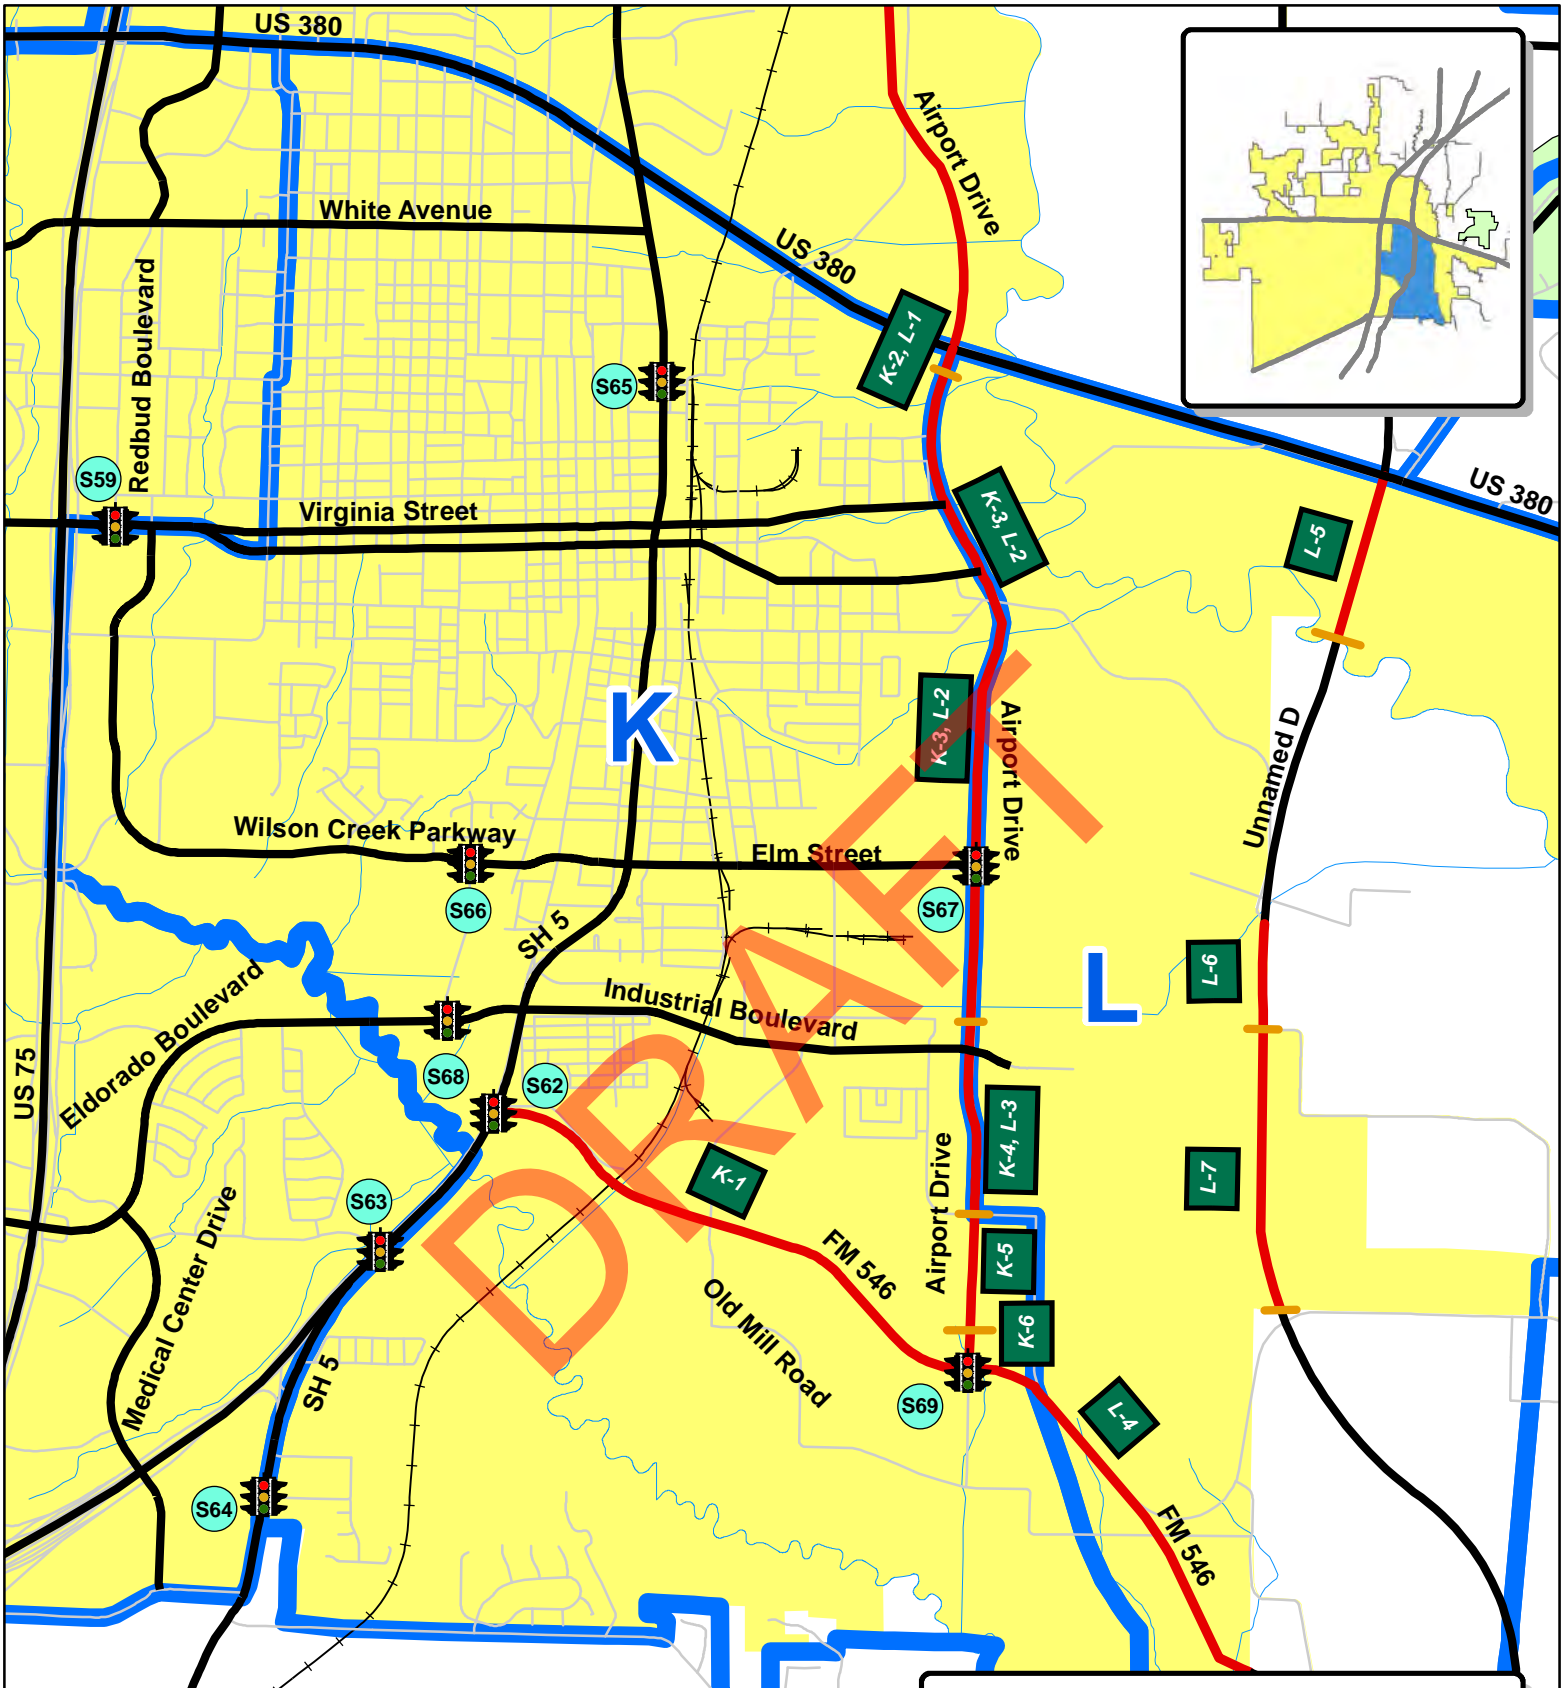 US 380
Airport Drive
White Avenue
US 380
Redbud Boulevard
K-2, L-1
S65
S59
US 380
Virginia Street
K-3, L-2
L-5
K
K-3, L-2
Airport Drive
Unnamed D
Wilson Creek Parkway
Elm Street
S66
S67
SH 5
L
L-6
Industrial Boulevard
Eldorado Boulevard
US 75
S68
S62
DRAFT
K-4, L-3
K-1
L-7
S63
Airport Drive
Medical Center Drive
FM 546
K-5
Old Mill Road
K-6
SH 5
S69
L-4
S64
FM 546